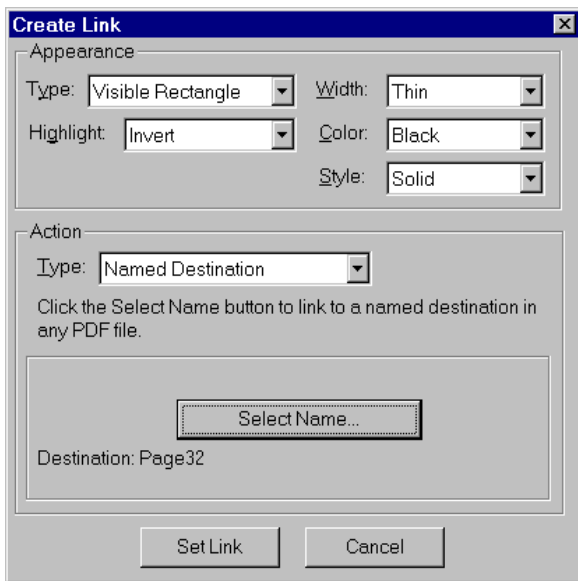 Create Link
Appearance
Type: Visible Rectangle Width: Thin
Highlight: Invert Color: Black
Style: Solid
Action
Type: Named Destination
Click the Select Name button to link to a named destination in
any PDF file.
Select Name...
Destination: Page32
Set Link Cancel